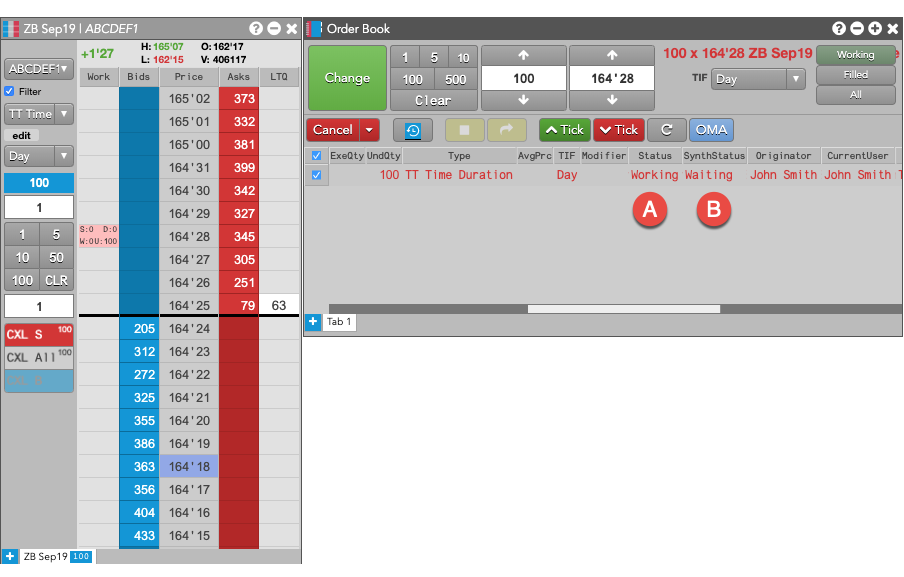 ZB Sep19 | ABCDEF1
+1'27 H: 165'07 O: 162'17
L: 162'15 V: 406117
ABCDEF1
Filter
TT Time
edit
Day
100
1
1 5
10 50
100 CLR
1
CXL S 100
CXL All 100
Work Bids Price Asks LTQ
165'02 373
165'01 332
165'00 381
164'31 399
164'30 342
164'29 327
S:0 D:0
W:0 U:100
164'28 345
164'27 305
164'26 251
164'25 79 63
205 164'24
312 164'23
272 164'22
325 164'21
355 164'20
386 164'19
363 164'18
356 164'17
404 164'16
433 164'15
+ ZB Sep19 100
Order Book
Change
1 5 10
100 500
Clear
100
164'28
100 x 164'28 ZB Sep19
TIF Day
Working
Filled
All
Cancel
Tick
Tick
OMA
ExeQty UndQty Type AvgPrc TIF Modifier Status SynthStatus Originator CurrentUser
100 TT Time Duration Day Working Waiting John Smith John Smith
A B
+ Tab 1